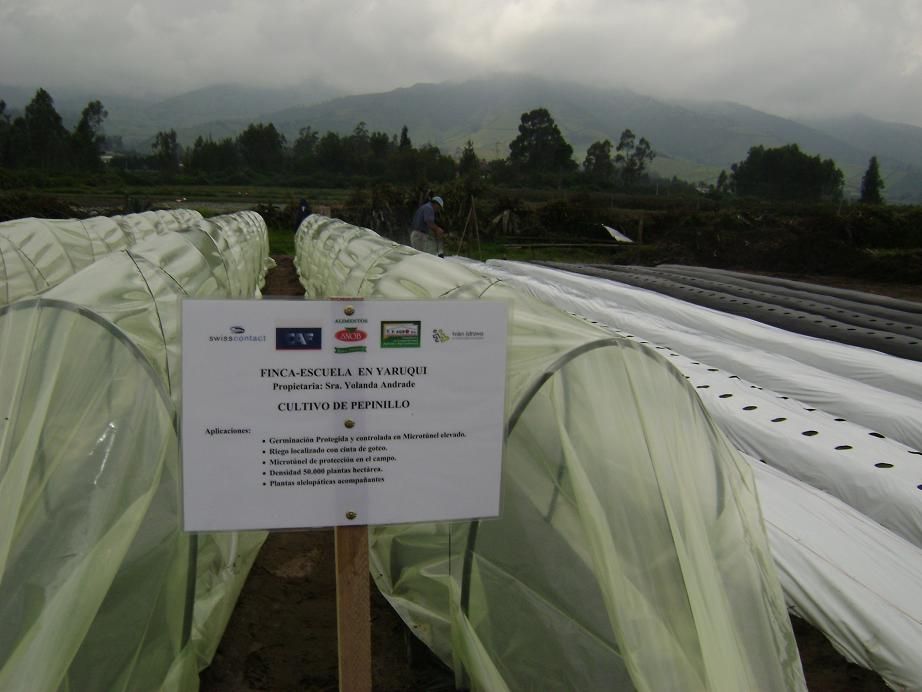 swisscontact CAF ALIMENTOS SNOB
FINCA-ESCUELA EN YARUQUI
Propietaria: Sra. Yolanda Andrade
CULTIVO DE PEPINILLO
Aplicaciones:
• Germinación Protegida y controlada en Microtúnel elevado.
• Riego localizado con cinta de goteo.
• Microtúnel de protección en el campo.
• Densidad 50.000 plantas hectárea.
• Plantas alelopáticas acompañantes